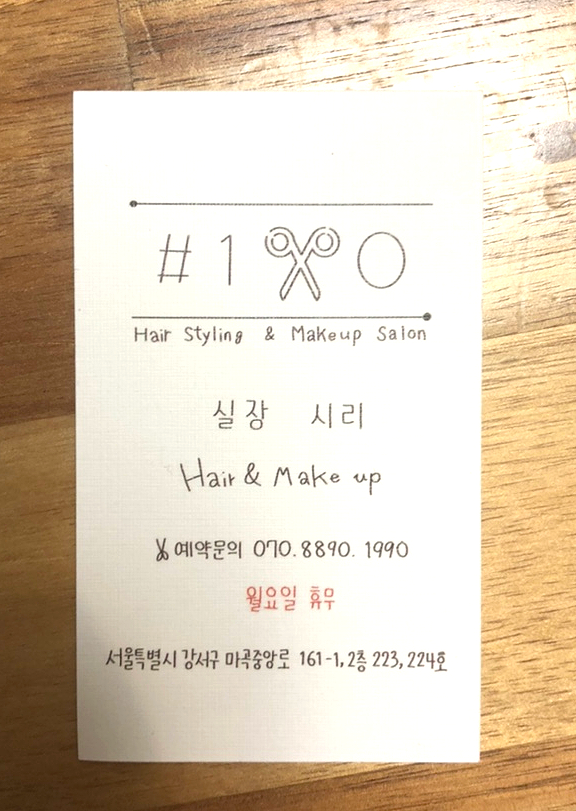 #1 O
Hair Styling & Makeup Salon
실장 시리
Hair & Make up
예약문의 070.8890.1990
월요일 휴무
서울특별시 강서구 마곡중앙로 161-1, 2층 223, 224호